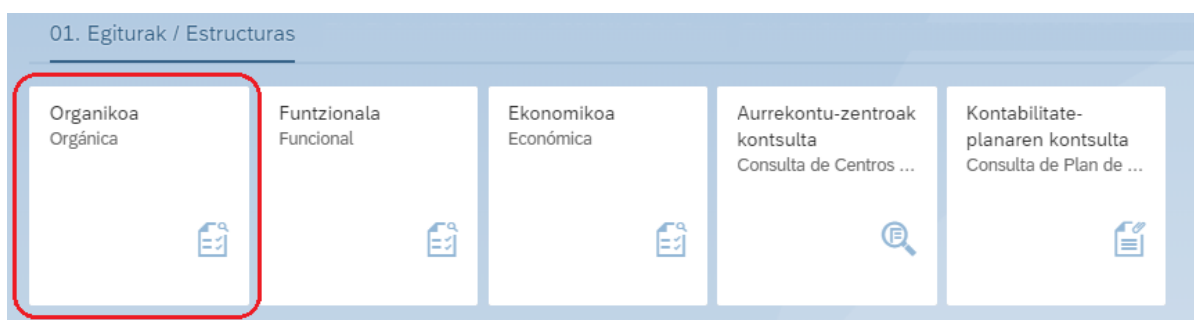 01. Egiturak / Estructuras
Organikoa
Orgánica
Funtzionala
Funcional
Ekonomikoa
Económica
Aurrekontu-zentroak
kontsulta
Consulta de Centros ...
Kontabilitate-
planaren kontsulta
Consulta de Plan de ...